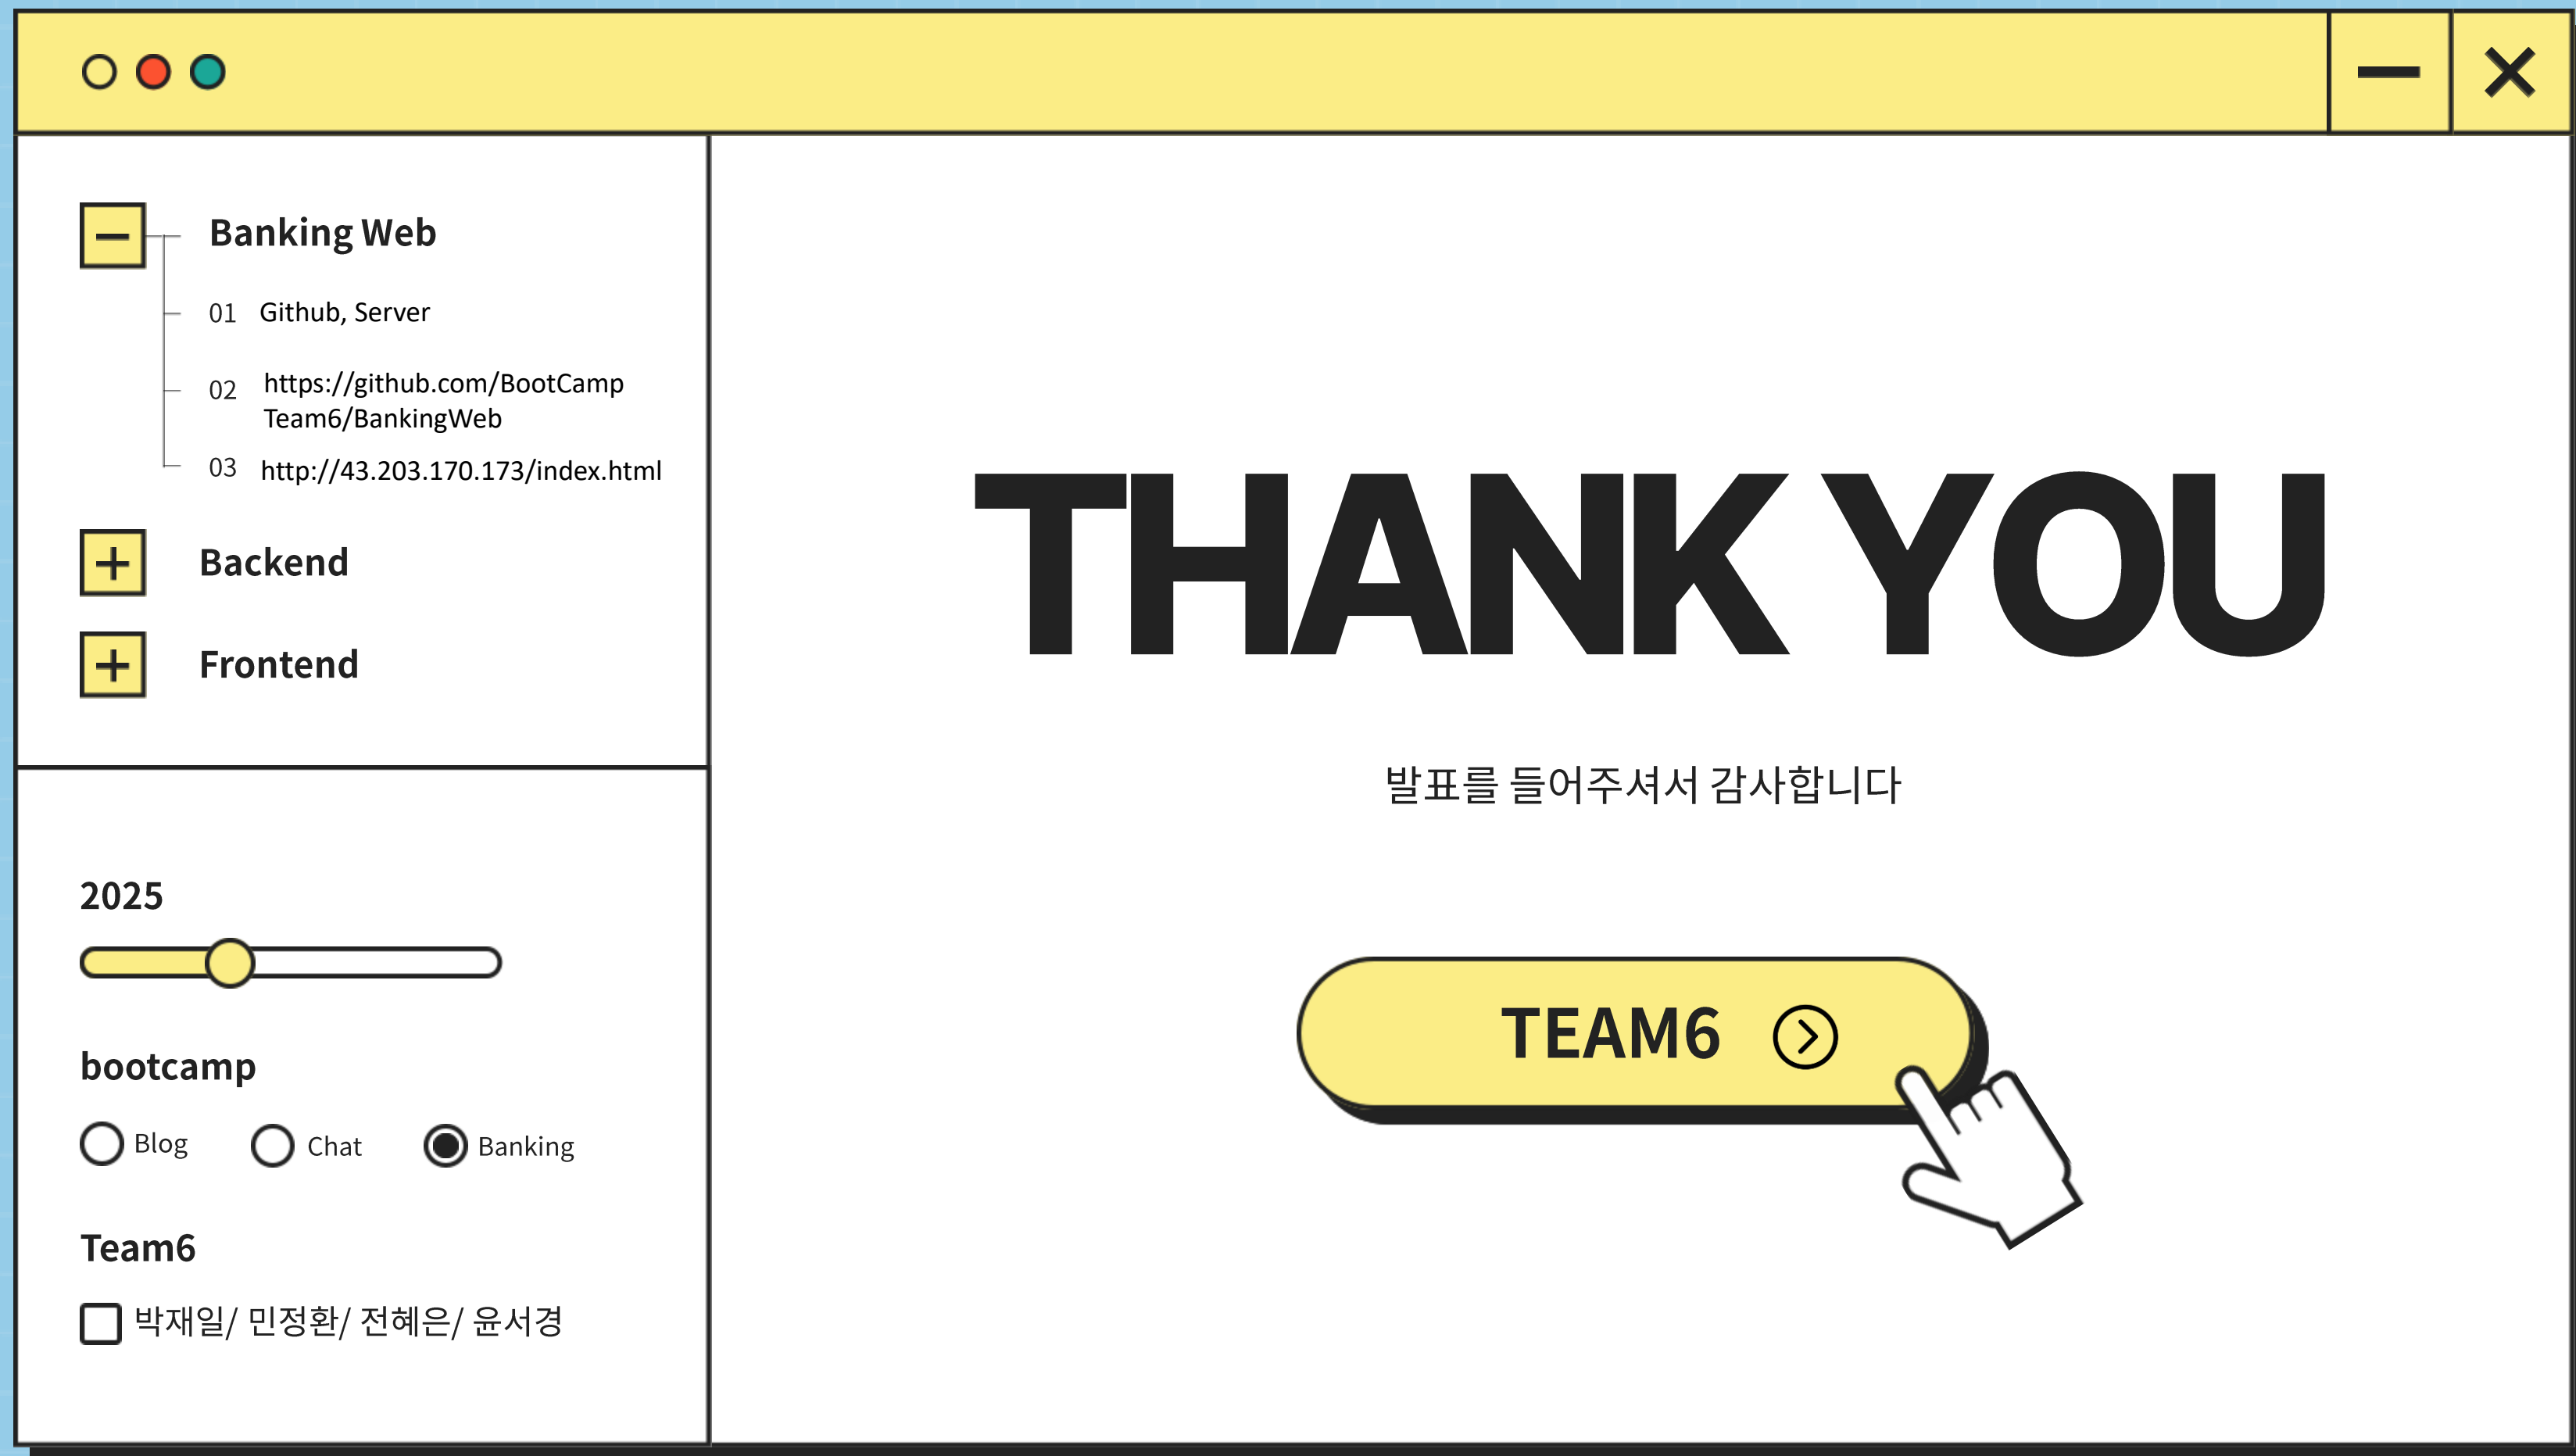 Banking Web
01 Github, Server
02 https://github.com/BootCamp
Team6/BankingWeb
03 http://43.203.170.173/index.html
Backend
Frontend
2025
bootcamp
Blog Chat Banking
Team6
박재일/ 민정환/ 전혜은/ 윤서경
THANK YOU
발표를 들어주셔서 감사합니다
TEAM6